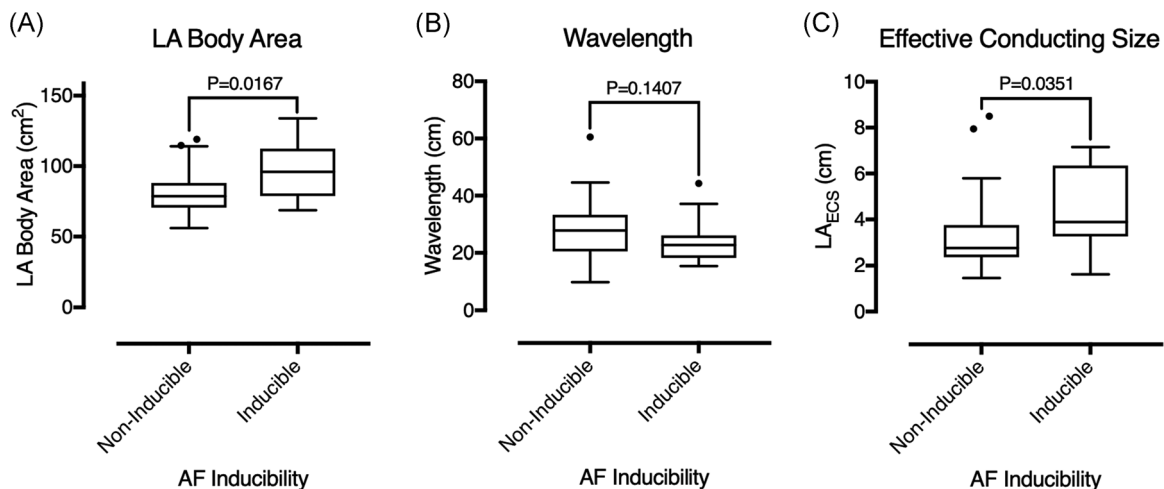 (A)
LA Body Area
P=0.0167
150
100
50
0
LA Body Area (cm²)
Non-Inducible
Inducible
AF Inducibility
(B)
Wavelength
P=0.1407
80
60
40
20
0
Wavelength (cm)
Non-Inducible
Inducible
AF Inducibility
(C)
Effective Conducting Size
P=0.0351
10
8
6
4
2
0
LA_ECS (cm)
Non-Inducible
Inducible
AF Inducibility